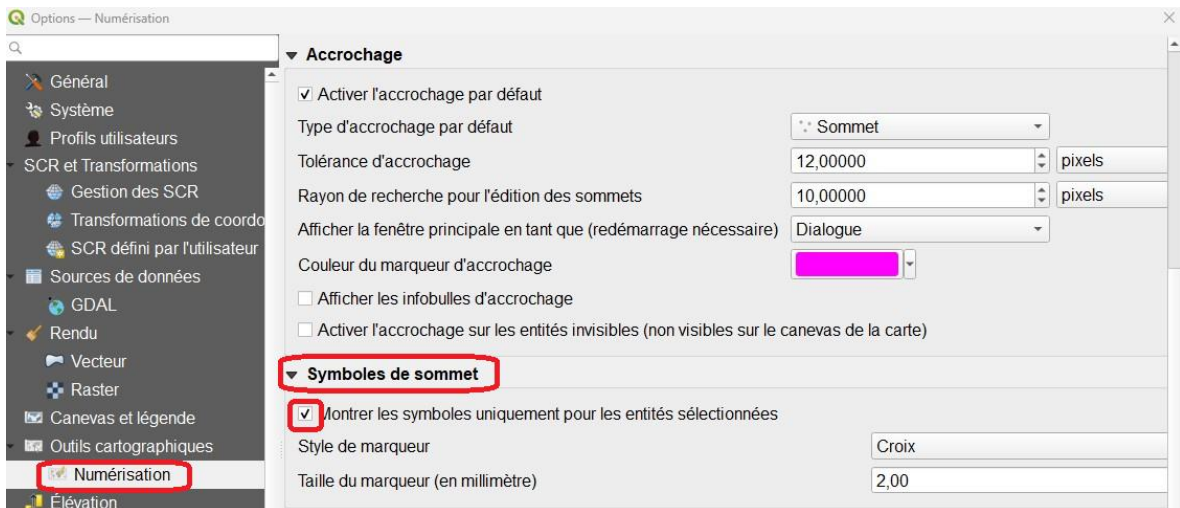 Options — Numérisation
Général
Système
Profils utilisateurs
SCR et Transformations
Gestion des SCR
Transformations de coordo
SCR défini par l'utilisateur
Sources de données
GDAL
Rendu
Vecteur
Raster
Canevas et légende
Outils cartographiques
Numérisation
Élévation
Accrochage
Activer l'accrochage par défaut
Type d'accrochage par défaut Sommet
Tolérance d'accrochage 12,00000 pixels
Rayon de recherche pour l'édition des sommets 10,00000 pixels
Afficher la fenêtre principale en tant que (redémarrage nécessaire) Dialogue
Couleur du marqueur d'accrochage
Afficher les infobulles d'accrochage
Activer l'accrochage sur les entités invisibles (non visibles sur le canevas de la carte)
Symboles de sommet
Montrer les symboles uniquement pour les entités sélectionnées
Style de marqueur Croix
Taille du marqueur (en millimètre) 2,00